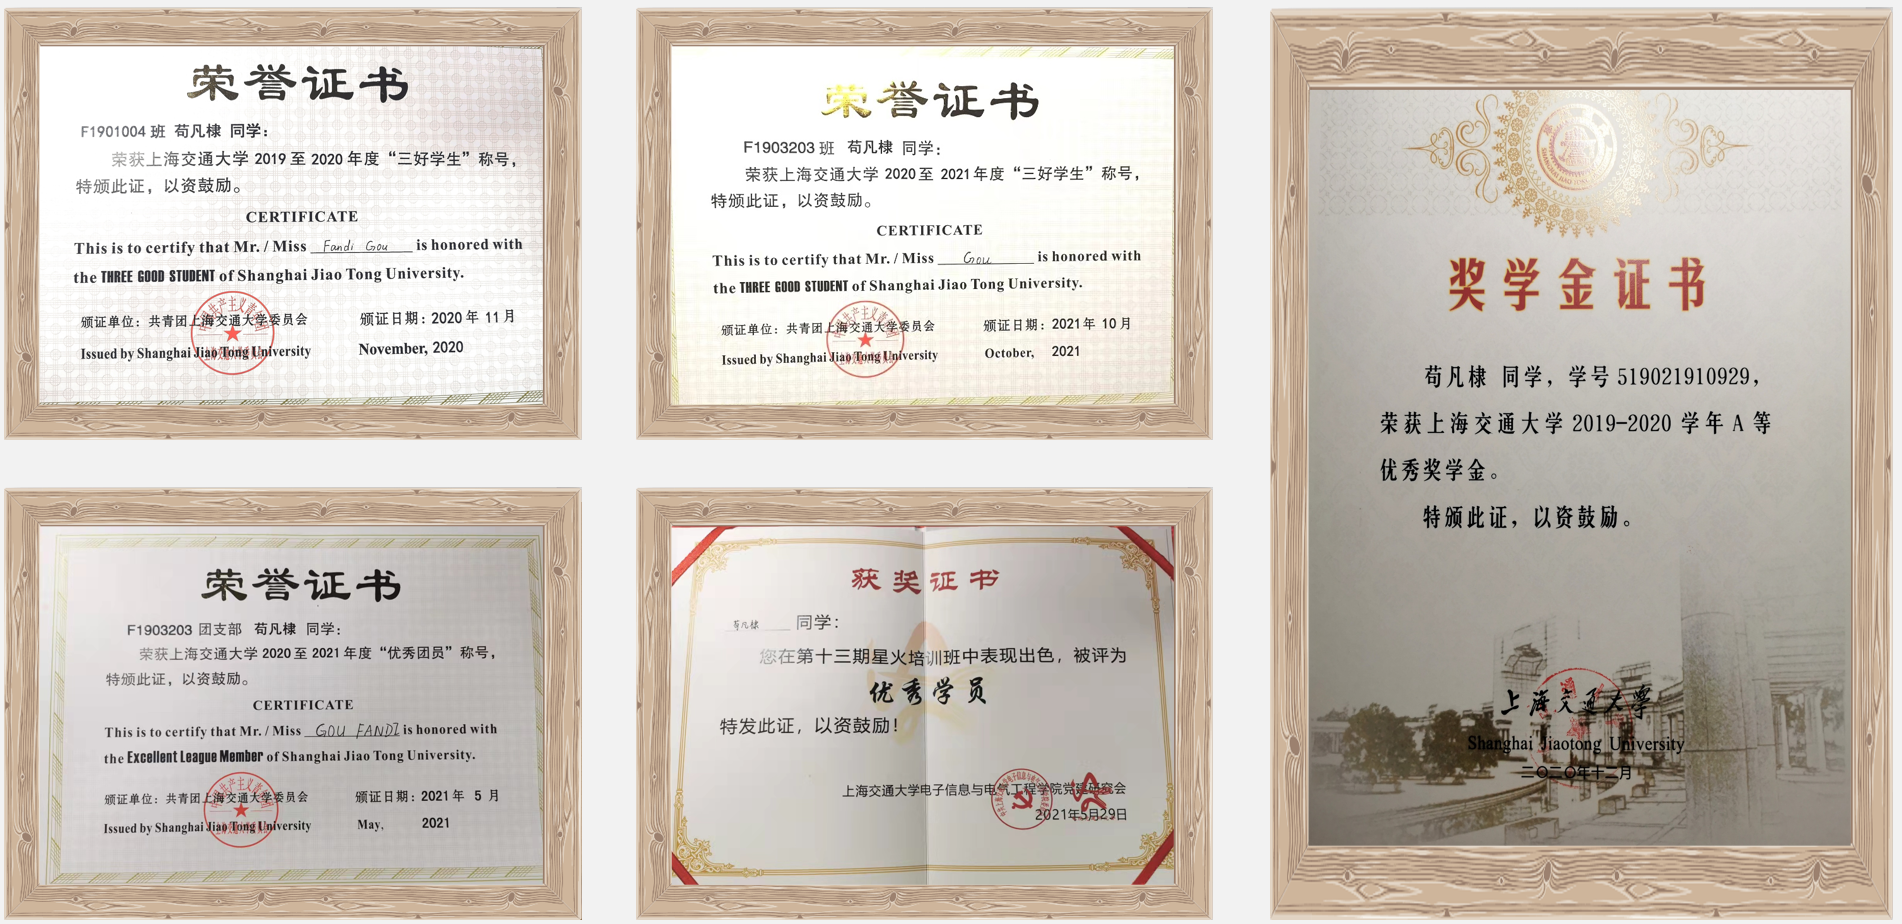 荣誉证书
F1901004 班 苟凡棣 同学：
荣获上海交通大学 2019 至 2020 年度“三好学生”称号，
特颁此证，以资鼓励。
CERTIFICATE
This is to certify that Mr. / Miss Fandi Gou is honored with
the THREE GOOD STUDENT of Shanghai Jiao Tong University.
颁证单位：共青团上海交通大学委员会 颁证日期：2020 年 11 月
Issued by Shanghai Jiao Tong University November, 2020
荣誉证书
F1903203 班 苟凡棣 同学：
荣获上海交通大学 2020 至 2021 年度“三好学生”称号，
特颁此证，以资鼓励。
CERTIFICATE
This is to certify that Mr. / Miss Gou is honored with
the THREE GOOD STUDENT of Shanghai Jiao Tong University.
颁证单位：共青团上海交通大学委员会 颁证日期：2021 年 10 月
Issued by Shanghai Jiao Tong University October, 2021
奖学金证书
苟凡棣 同学，学号 519021910929，
荣获上海交通大学 2019-2020 学年 A 等
优秀奖学金。
特颁此证，以资鼓励。
上海交通大学
Shanghai Jiaotong University
二〇二〇年十二月
荣誉证书
F1903203 团支部 苟凡棣 同学：
荣获上海交通大学 2020 至 2021 年度“优秀团员”称号，
特颁此证，以资鼓励。
CERTIFICATE
This is to certify that Mr. / Miss GOU FANDI is honored with
the Excellent League Member of Shanghai Jiao Tong University.
颁证单位：共青团上海交通大学委员会 颁证日期：2021 年 5 月
Issued by Shanghai Jiao Tong University May, 2021
获奖证书
苟凡棣 同学：
您在第十三期星火培训班中表现出色，被评为
优秀学员
特发此证，以资鼓励！
上海交通大学电子信息与电气工程学院党建研究会
2021年5月29日